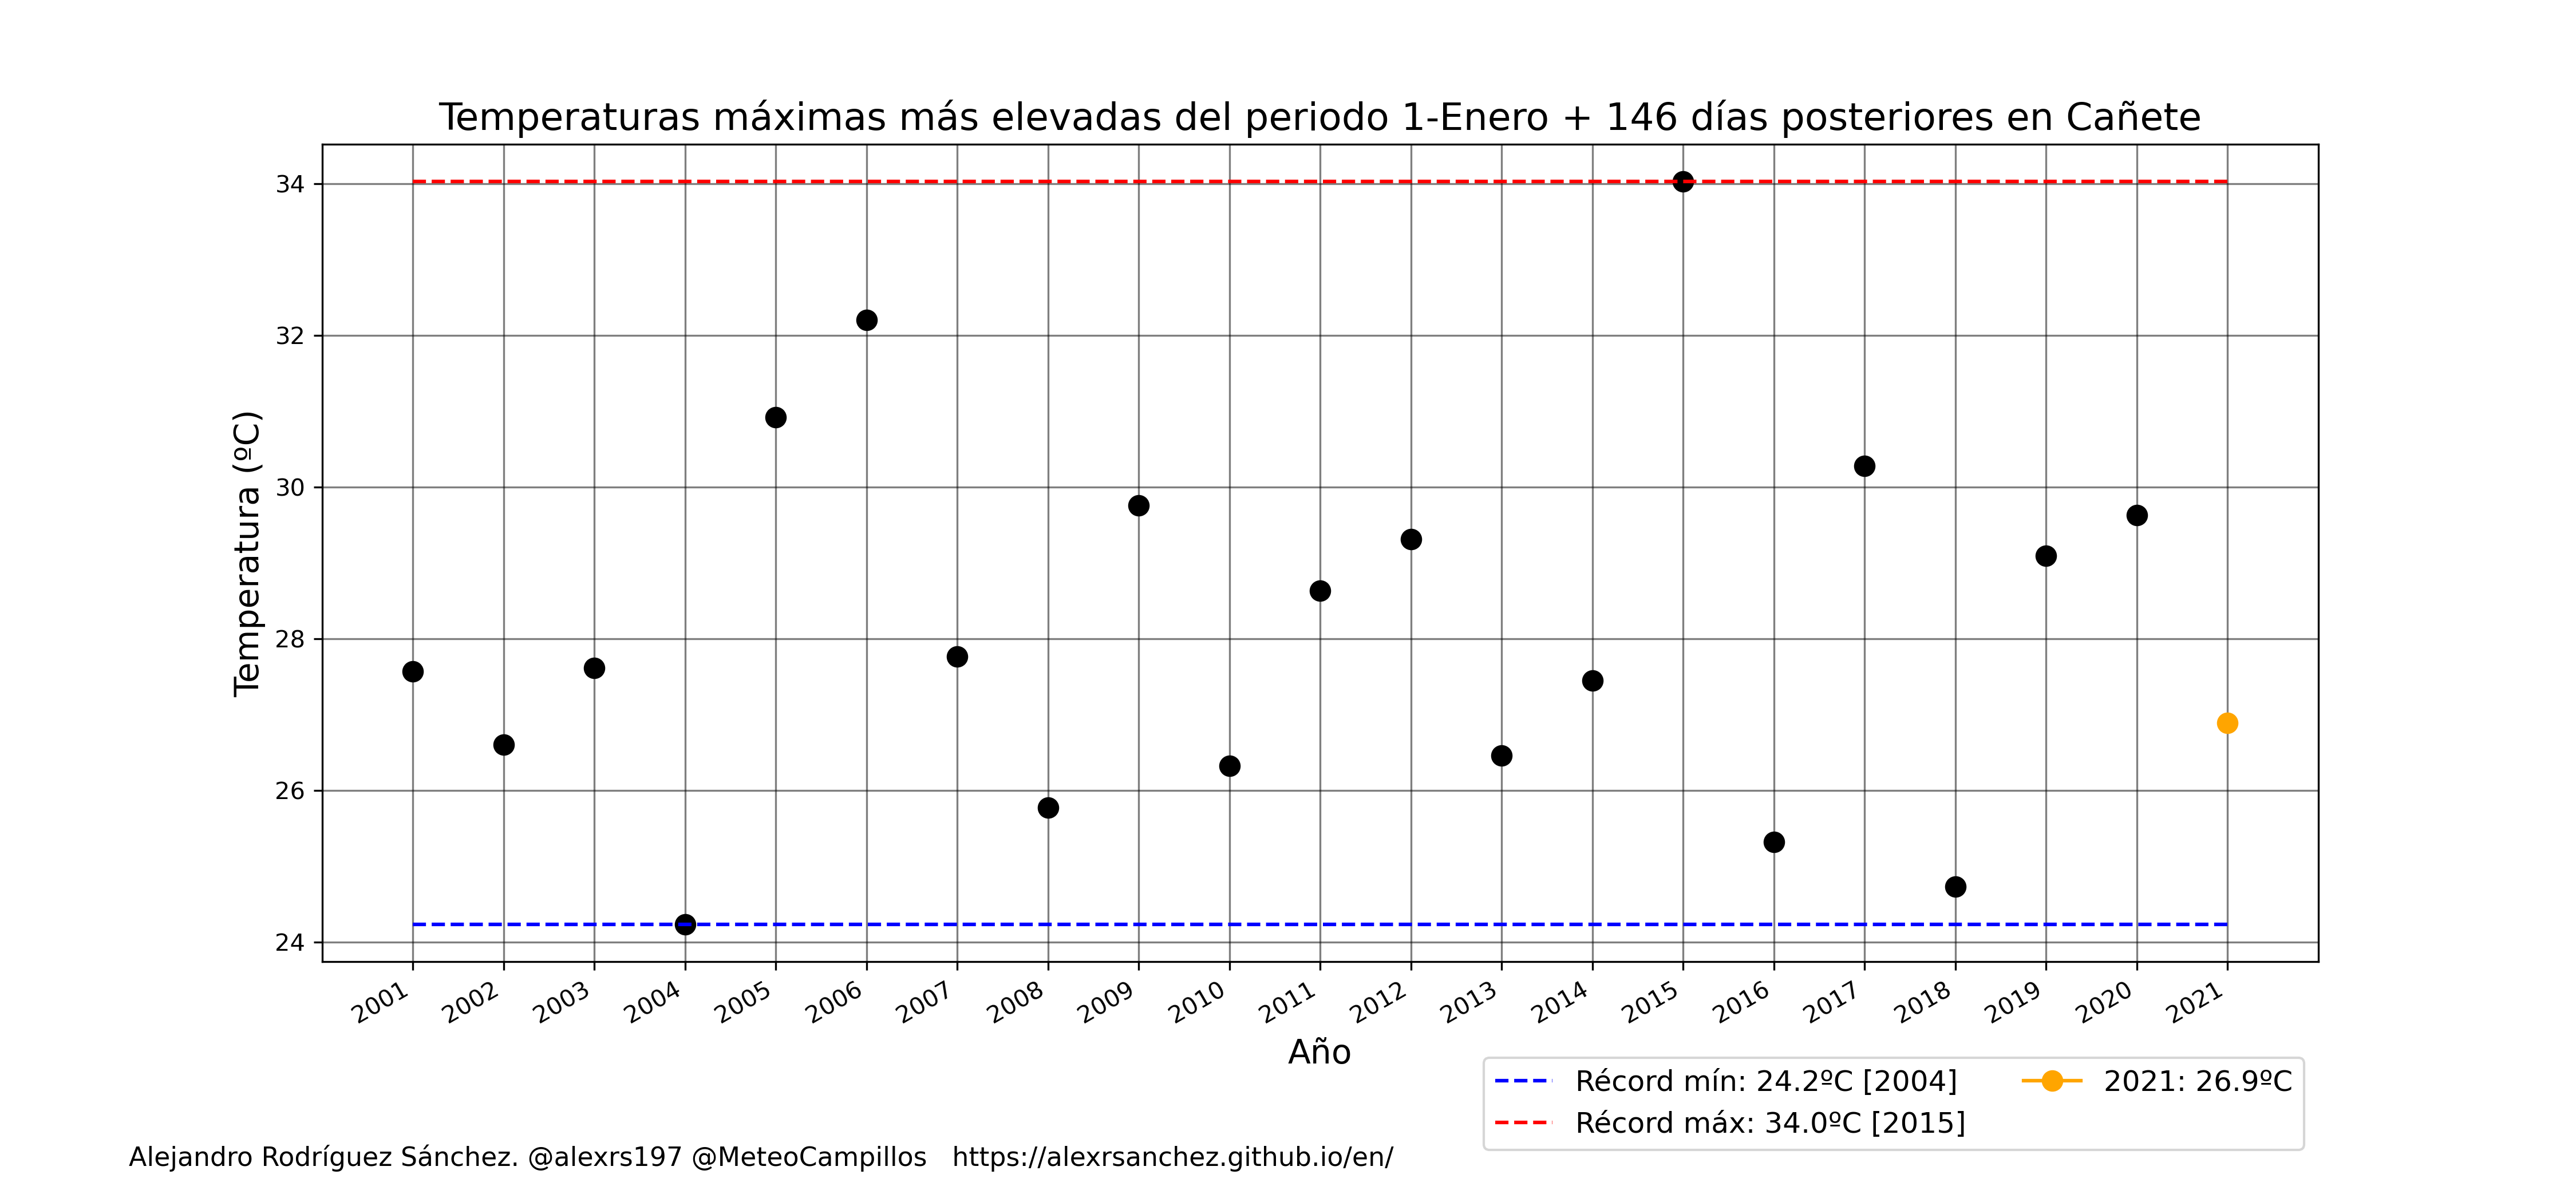 Temperaturas máximas más elevadas del periodo 1-Enero + 146 días posteriores en Cañete
Temperatura (ºC)
34
32
30
28
26
24
2001 2002 2003 2004 2005 2006 2007 2008 2009 2010 2011 2012 2013 2014 2015 2016 2017 2018 2019 2020 2021
Año
Récord mín: 24.2ºC [2004]
Récord máx: 34.0ºC [2015]
2021: 26.9ºC
Alejandro Rodríguez Sánchez. @alexrs197 @MeteoCampillos https://alexrsanchez.github.io/en/